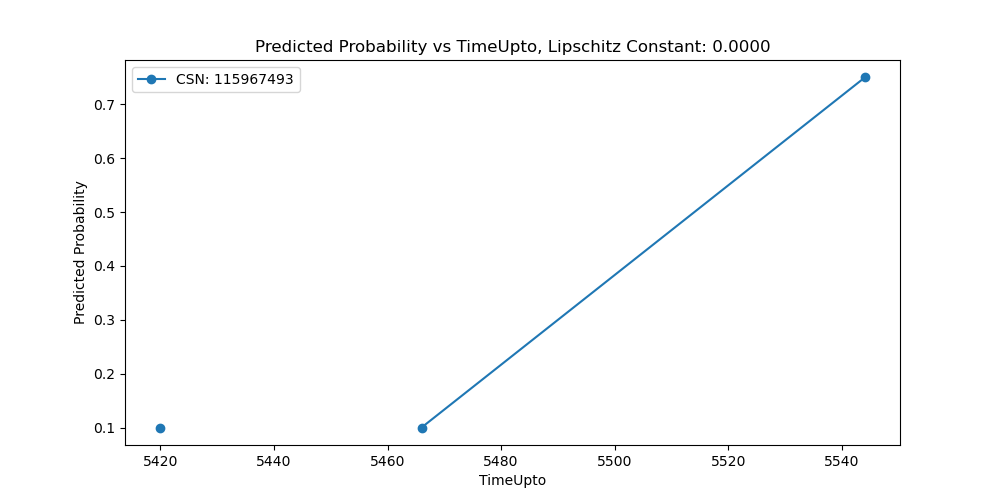 Predicted Probability vs TimeUpto, Lipschitz Constant: 0.0000
CSN: 115967493
Predicted Probability
0.7
0.6
0.5
0.4
0.3
0.2
0.1
5420 5440 5460 5480 5500 5520 5540
TimeUpto